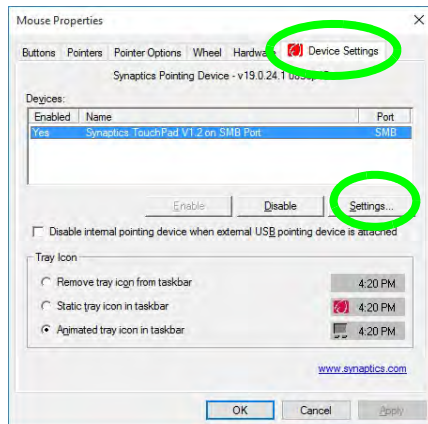 Mouse Properties
Buttons Pointers Pointer Options Wheel Hardware Device Settings
Synaptics Pointing Device - v19.0.24.1
Devices:
Enabled Name Port
Yes Synaptics TouchPad V1.2 on SMB Port SMB
Enable Disable Settings...
Disable internal pointing device when external USB pointing device is attached
Tray Icon
Remove tray icon from taskbar 4:20 PM
Static tray icon in taskbar 4:20 PM
Animated tray icon in taskbar 4:20 PM
www.synaptics.com
OK Cancel Apply